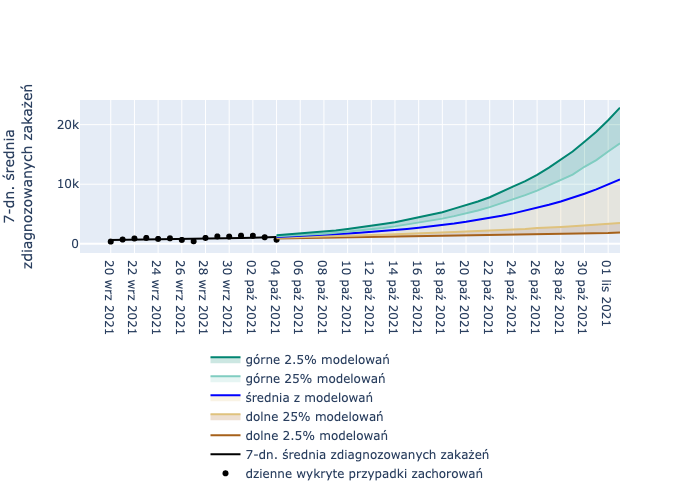 7-dn. średnia
zdiagnozowanych zakażeń
20k
10k
0
20 wrz 2021
22 wrz 2021
24 wrz 2021
26 wrz 2021
28 wrz 2021
30 wrz 2021
02 paź 2021
04 paź 2021
06 paź 2021
08 paź 2021
10 paź 2021
12 paź 2021
14 paź 2021
16 paź 2021
18 paź 2021
20 paź 2021
22 paź 2021
24 paź 2021
26 paź 2021
28 paź 2021
30 paź 2021
01 lis 2021
górne 2.5% modelowań
górne 25% modelowań
średnia z modelowań
dolne 25% modelowań
dolne 2.5% modelowań
7-dn. średnia zdiagnozowanych zakażeń
dzienne wykryte przypadki zachorowań